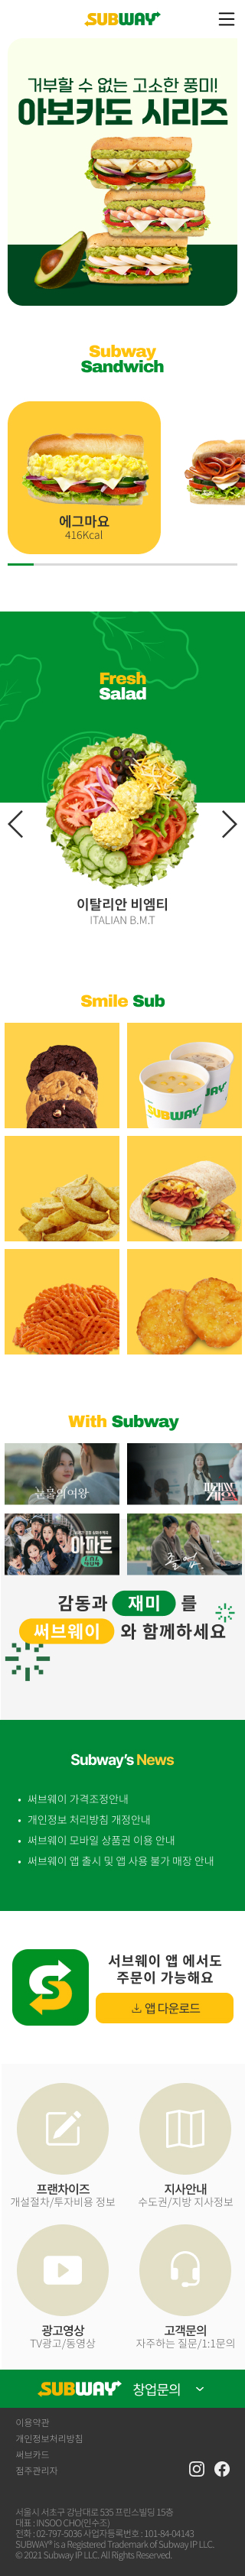 SUBWAY
거부할 수 없는 고소한 풍미!
아보카도 시리즈
Subway
Sandwich
에그마요
416Kcal
Fresh
Salad
이탈리안 비엠티
ITALIAN B.M.T
Smile Sub
SUBWAY
With Subway
눈물의여왕
졸업
감동과 재미 를
써브웨이 와 함께하세요
Subway's News
• 써브웨이 가격조정안내
• 개인정보 처리방침 개정안내
• 써브웨이 모바일 상품권 이용 안내
• 써브웨이 앱 출시 및 앱 사용 불가 매장 안내
서브웨이 앱 에서도
주문이 가능해요
앱 다운로드
프랜차이즈
개설절차/투자비용 정보
지사안내
수도권/지방 지사정보
광고영상
TV광고/동영상
고객문의
자주하는 질문/1:1문의
SUBWAY 창업문의
이용약관
개인정보처리방침
써브카드
점주관리자
서울시 서초구 강남대로 535 프린스빌딩 15층
대표 : INSOO CHO(인수조)
전화 : 02-797-5036 사업자등록번호 : 101-84-04143
SUBWAY® is a Registered Trademark of Subway IP LLC.
© 2021 Subway IP LLC. All Rights Reserved.